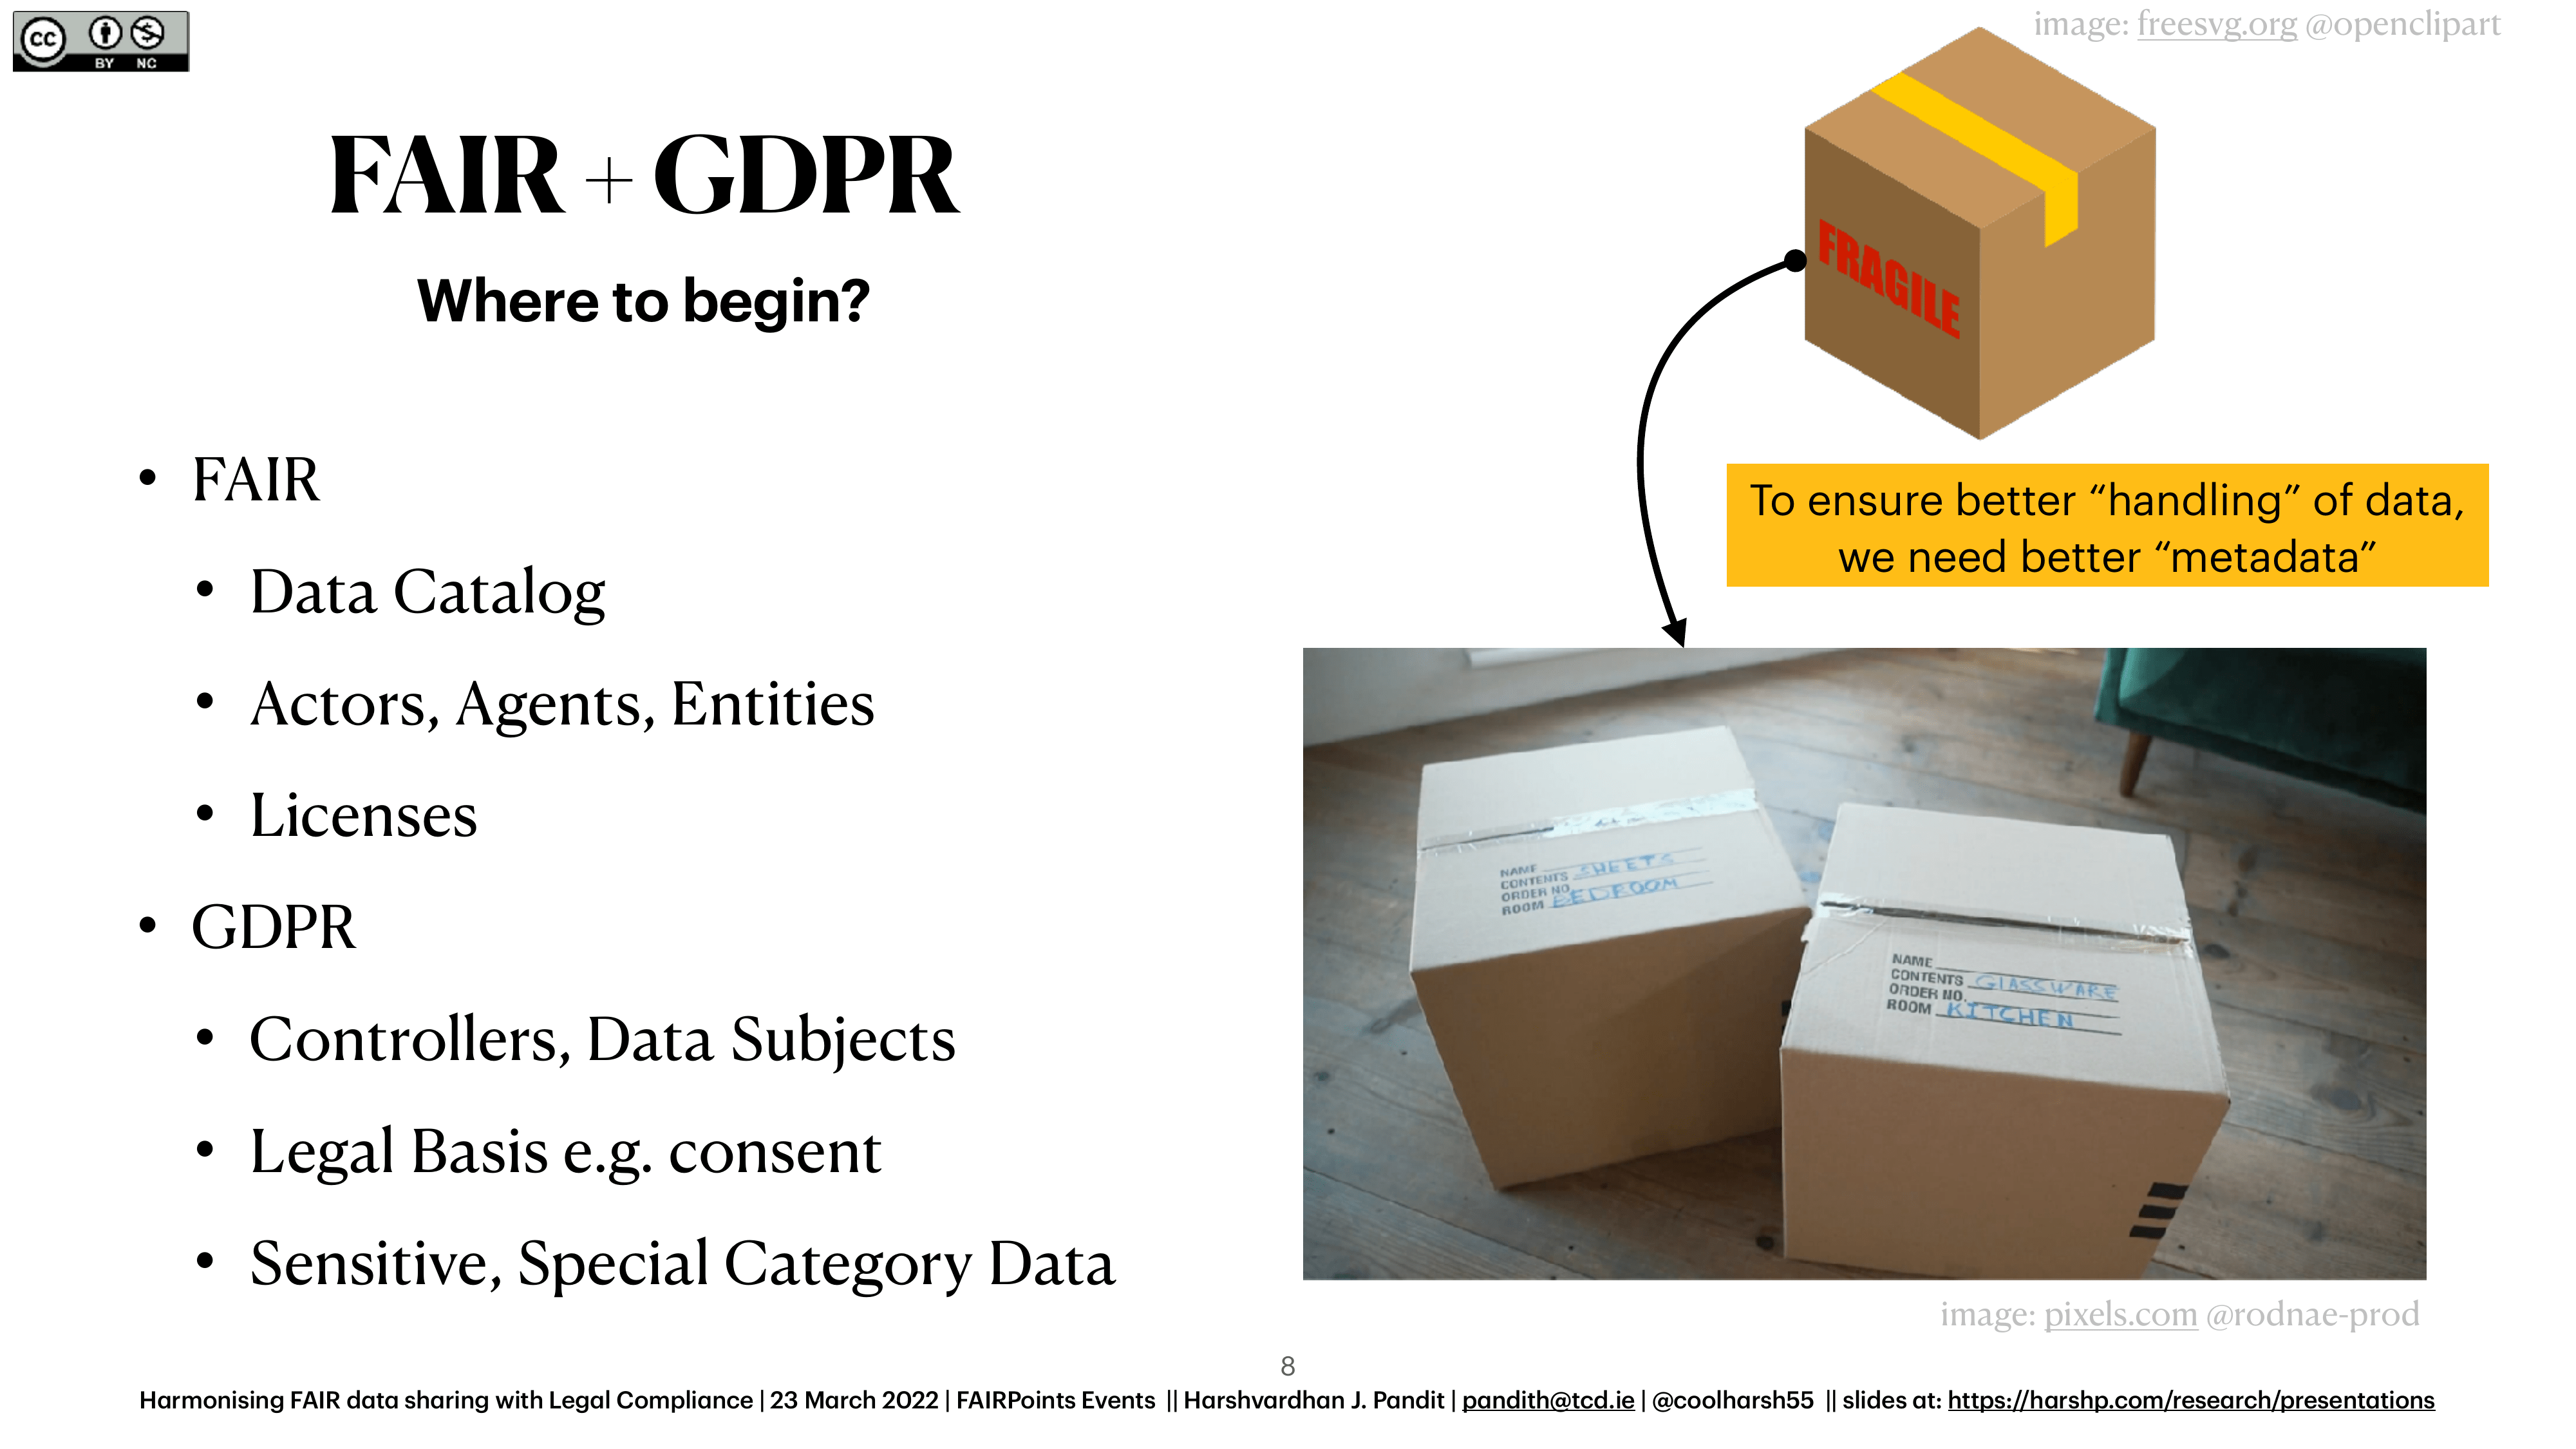 cc BY NC
image: freesvg.org @openclipart
FAIR + GDPR
Where to begin?
• FAIR
• Data Catalog
• Actors, Agents, Entities
• Licenses
• GDPR
• Controllers, Data Subjects
• Legal Basis e.g. consent
• Sensitive, Special Category Data
FRAGILE
To ensure better “handling” of data,
we need better “metadata”
NAME
CONTENTS SHEETS
ORDER NO.
ROOM BEDROOM
NAME
CONTENTS GLASSWARE
ORDER NO.
ROOM KITCHEN
image: pixels.com @rodnae-prod
8
Harmonising FAIR data sharing with Legal Compliance | 23 March 2022 | FAIRPoints Events || Harshvardhan J. Pandit | pandith@tcd.ie | @coolharsh55 || slides at: https://harshp.com/research/presentations